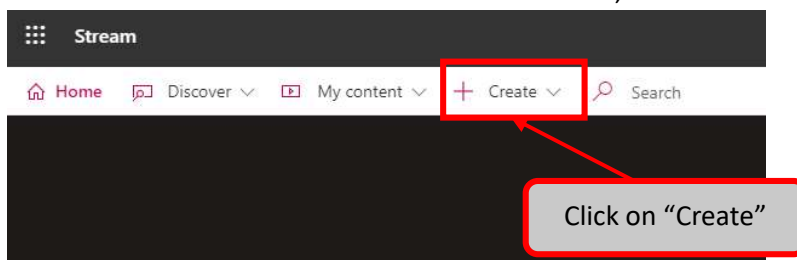 Stream
Home Discover My content Create Search
Click on “Create”